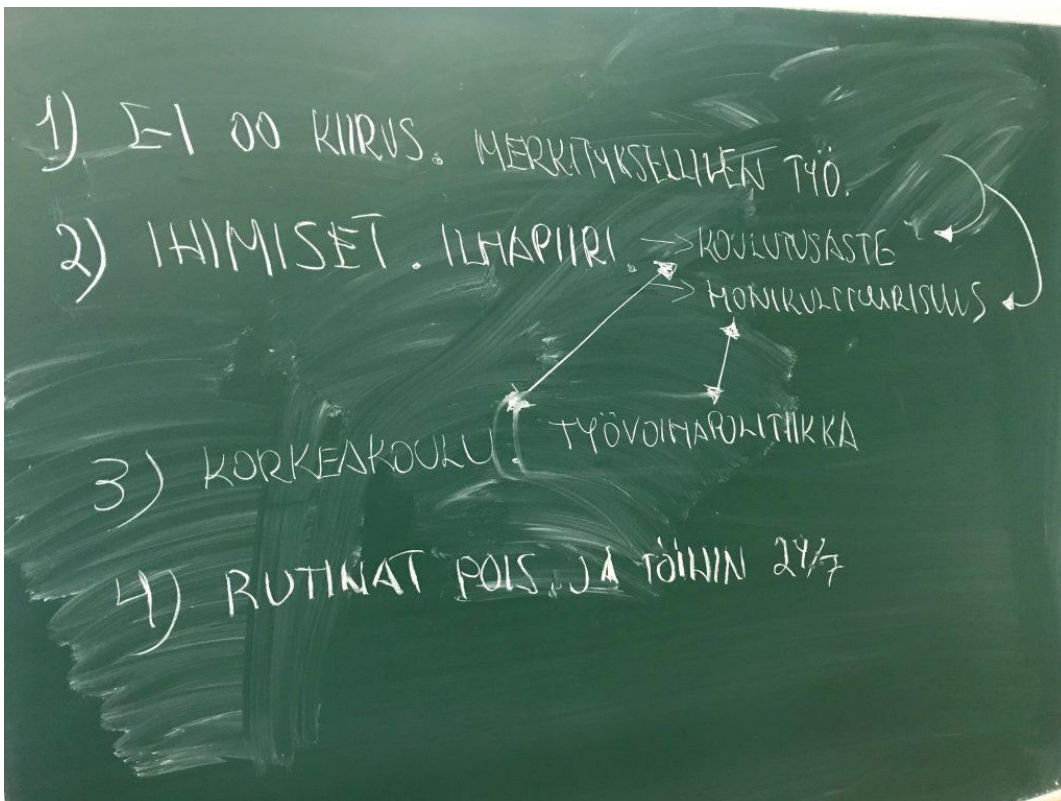 1) EI OO KIIRUS. MERKITYKSELLINEN TYÖ.
2) IHIMISET. ILMAPIIRI. → KOULUTUSASTE
→ MONIKULTTUURISUUS
3) KORKEAKOULU. TYÖVOIMAPOLITIIKKA
4) RUTINAT POIS. JA TÖIHIN 24/7